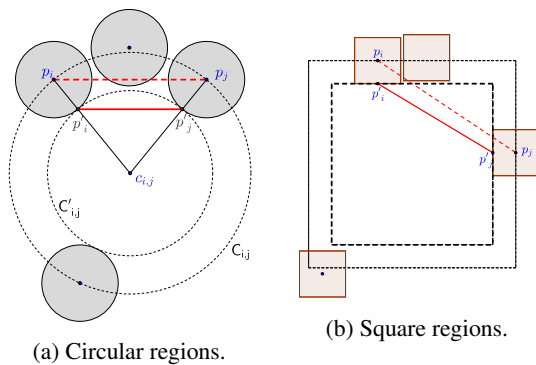 p_i
p_j
p'_i
p'_j
c_{i,j}
C'_{i,j}
C_{i,j}
(a) Circular regions.
p_i
p'_i
p'_j
p_j
(b) Square regions.